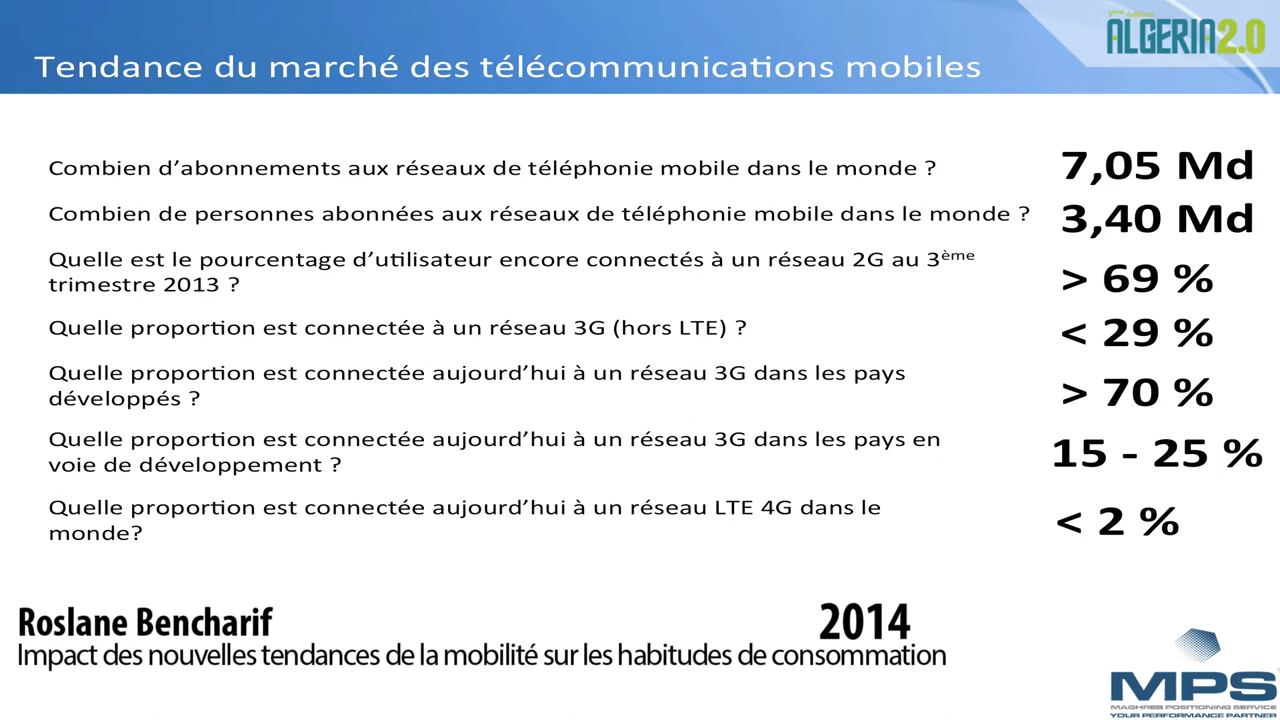 3ème édition
ALGERIA2.0
Tendance du marché des télécommunications mobiles
Combien d’abonnements aux réseaux de téléphonie mobile dans le monde ?
7,05 Md
Combien de personnes abonnées aux réseaux de téléphonie mobile dans le monde ?
3,40 Md
Quelle est le pourcentage d’utilisateur encore connectés à un réseau 2G au 3ème
trimestre 2013 ?
> 69 %
Quelle proportion est connectée à un réseau 3G (hors LTE) ?
< 29 %
Quelle proportion est connectée aujourd’hui à un réseau 3G dans les pays
développés ?
> 70 %
Quelle proportion est connectée aujourd’hui à un réseau 3G dans les pays en
voie de développement ?
15 - 25 %
Quelle proportion est connectée aujourd’hui à un réseau LTE 4G dans le
monde?
< 2 %
Roslane Bencharif
2014
Impact des nouvelles tendances de la mobilité sur les habitudes de consommation
MPS
MAGHREB POSITIONING SERVICE
YOUR PERFORMANCE PARTNER